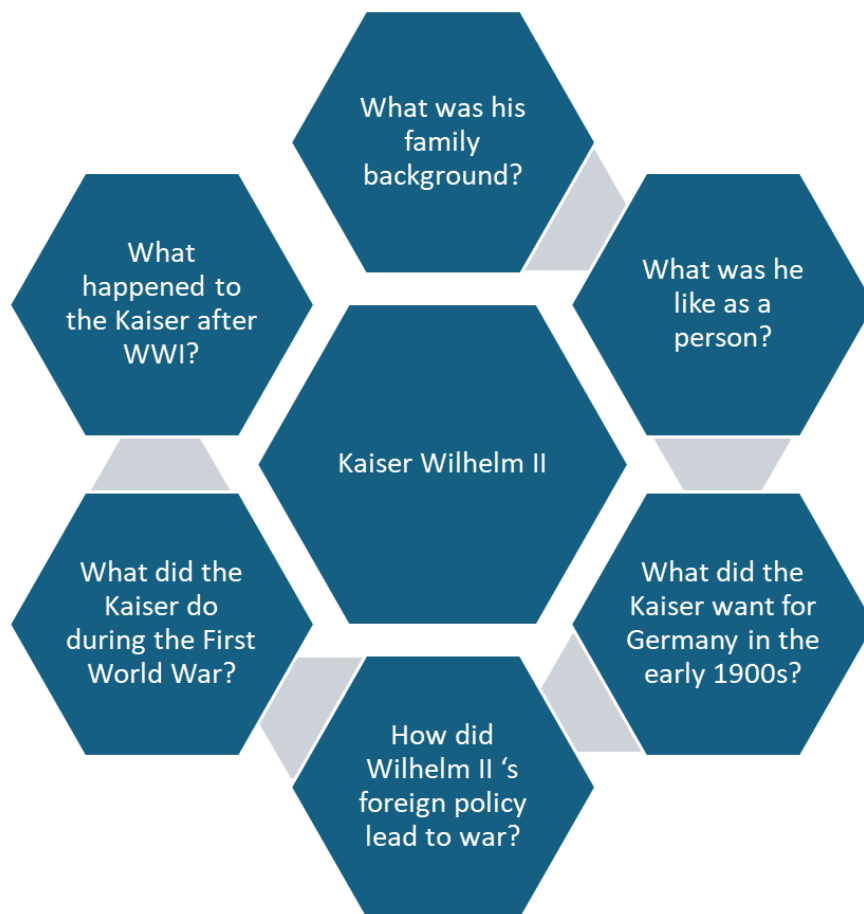 What was his
family
background?
What was he
like as a
person?
What did the
Kaiser want for
Germany in the
early 1900s?
How did
Wilhelm II ‘s
foreign policy
lead to war?
What did the
Kaiser do
during the First
World War?
What
happened to
the Kaiser after
WWI?
Kaiser Wilhelm II